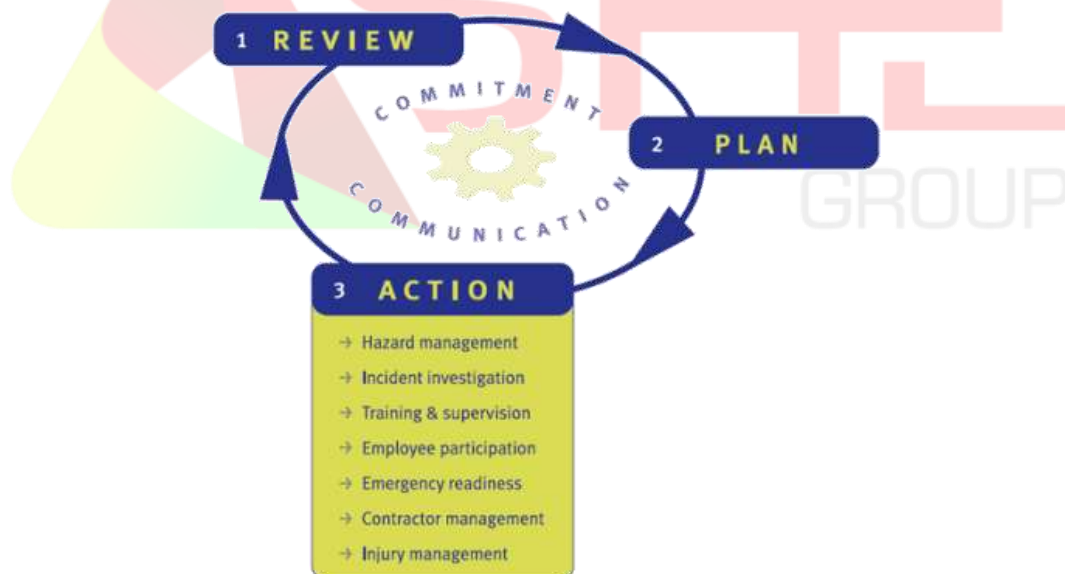 1 REVIEW
COMMITMENT
2 PLAN
COMMUNICATION
GROUP
3 ACTION
→ Hazard management
→ Incident investigation
→ Training & supervision
→ Employee participation
→ Emergency readiness
→ Contractor management
→ Injury management